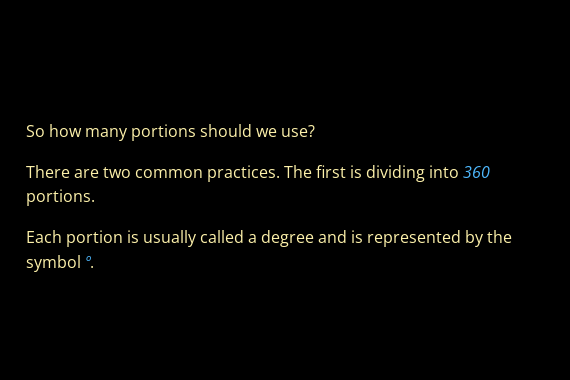 So how many portions should we use?
There are two common practices. The first is dividing into 360
portions.
Each portion is usually called a degree and is represented by the
symbol °.